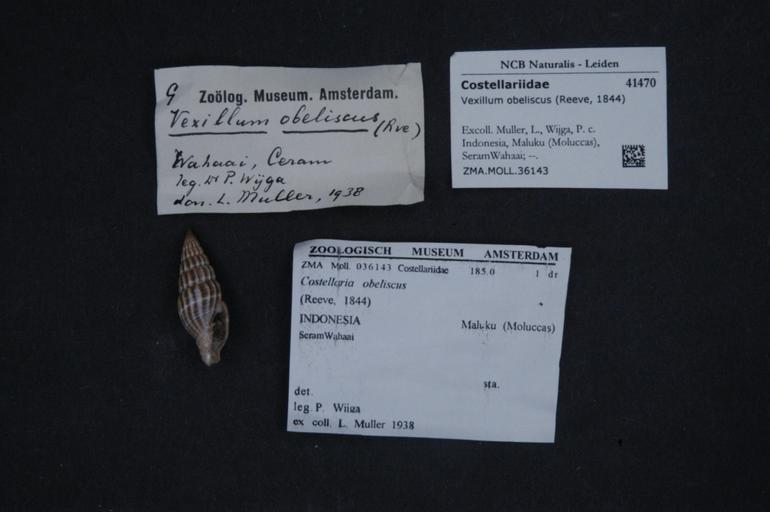 9 Zoölog. Museum. Amsterdam.
Vexillum obeliscus (Rve)
Wahaai, Ceram
leg. Dr P. Wÿga
don. L. Muller, 1938
NCB Naturalis - Leiden
Costellariidae 41470
Vexillum obeliscus (Reeve, 1844)
Excoll. Muller, L., Wijga, P. c.
Indonesia, Maluku (Moluccas),
SeramWahaai; --.
ZMA.MOLL.36143
ZOOLOGISCH MUSEUM AMSTERDAM
ZMA Moll. 036143 Costellariidae 185.0 1 dr
Costellaria obeliscus
(Reeve, 1844)
INDONESIA Maluku (Moluccas)
SeramWahaai
det. sta.
leg. P. Wijga
ex coll. L. Muller 1938